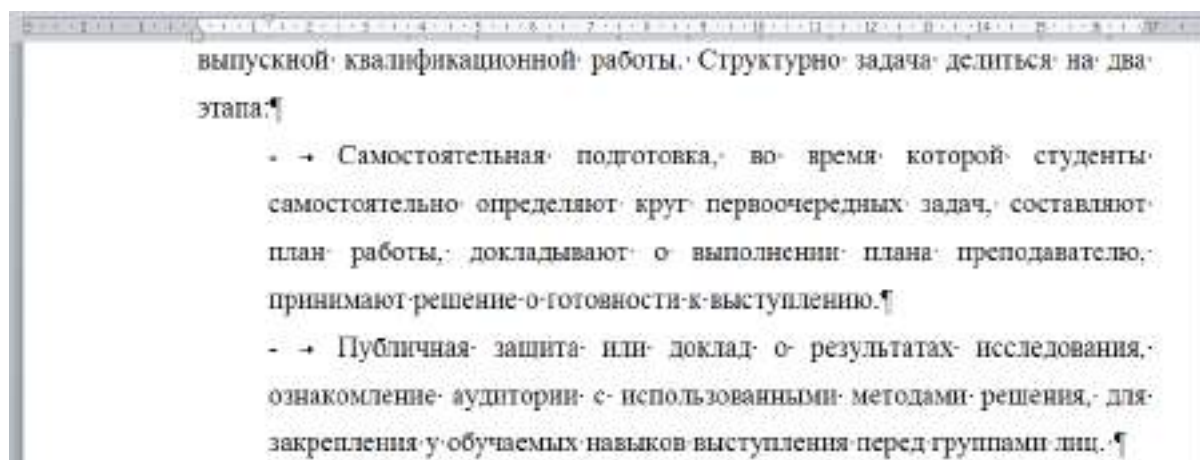 выпускной квалификационной работы. Структурно задача делиться на два
этапа:¶
- → Самостоятельная подготовка, во время которой студенты
самостоятельно определяют круг первоочередных задач, составляют
план работы, докладывают о выполнении плана преподавателю,
принимают решение о готовности к выступлению.¶
- → Публичная защита или доклад о результатах исследования,
ознакомление аудитории с использованными методами решения, для
закрепления у обучаемых навыков выступления перед группами лиц. ¶